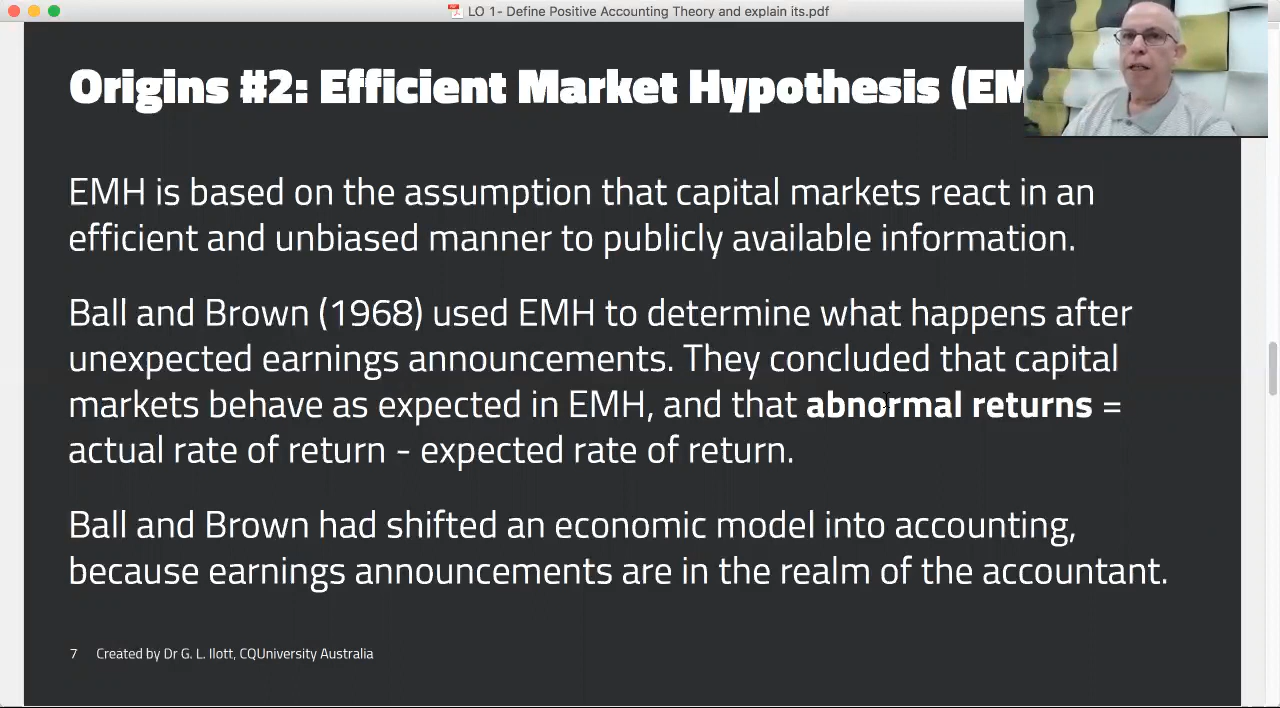 LO 1- Define Positive Accounting Theory and explain its.pdf
Origins #2: Efficient Market Hypothesis (EM
EMH is based on the assumption that capital markets react in an
efficient and unbiased manner to publicly available information.
Ball and Brown (1968) used EMH to determine what happens after
unexpected earnings announcements. They concluded that capital
markets behave as expected in EMH, and that abnormal returns =
actual rate of return - expected rate of return.
Ball and Brown had shifted an economic model into accounting,
because earnings announcements are in the realm of the accountant.
7 Created by Dr G. L. Ilott, CQUniversity Australia